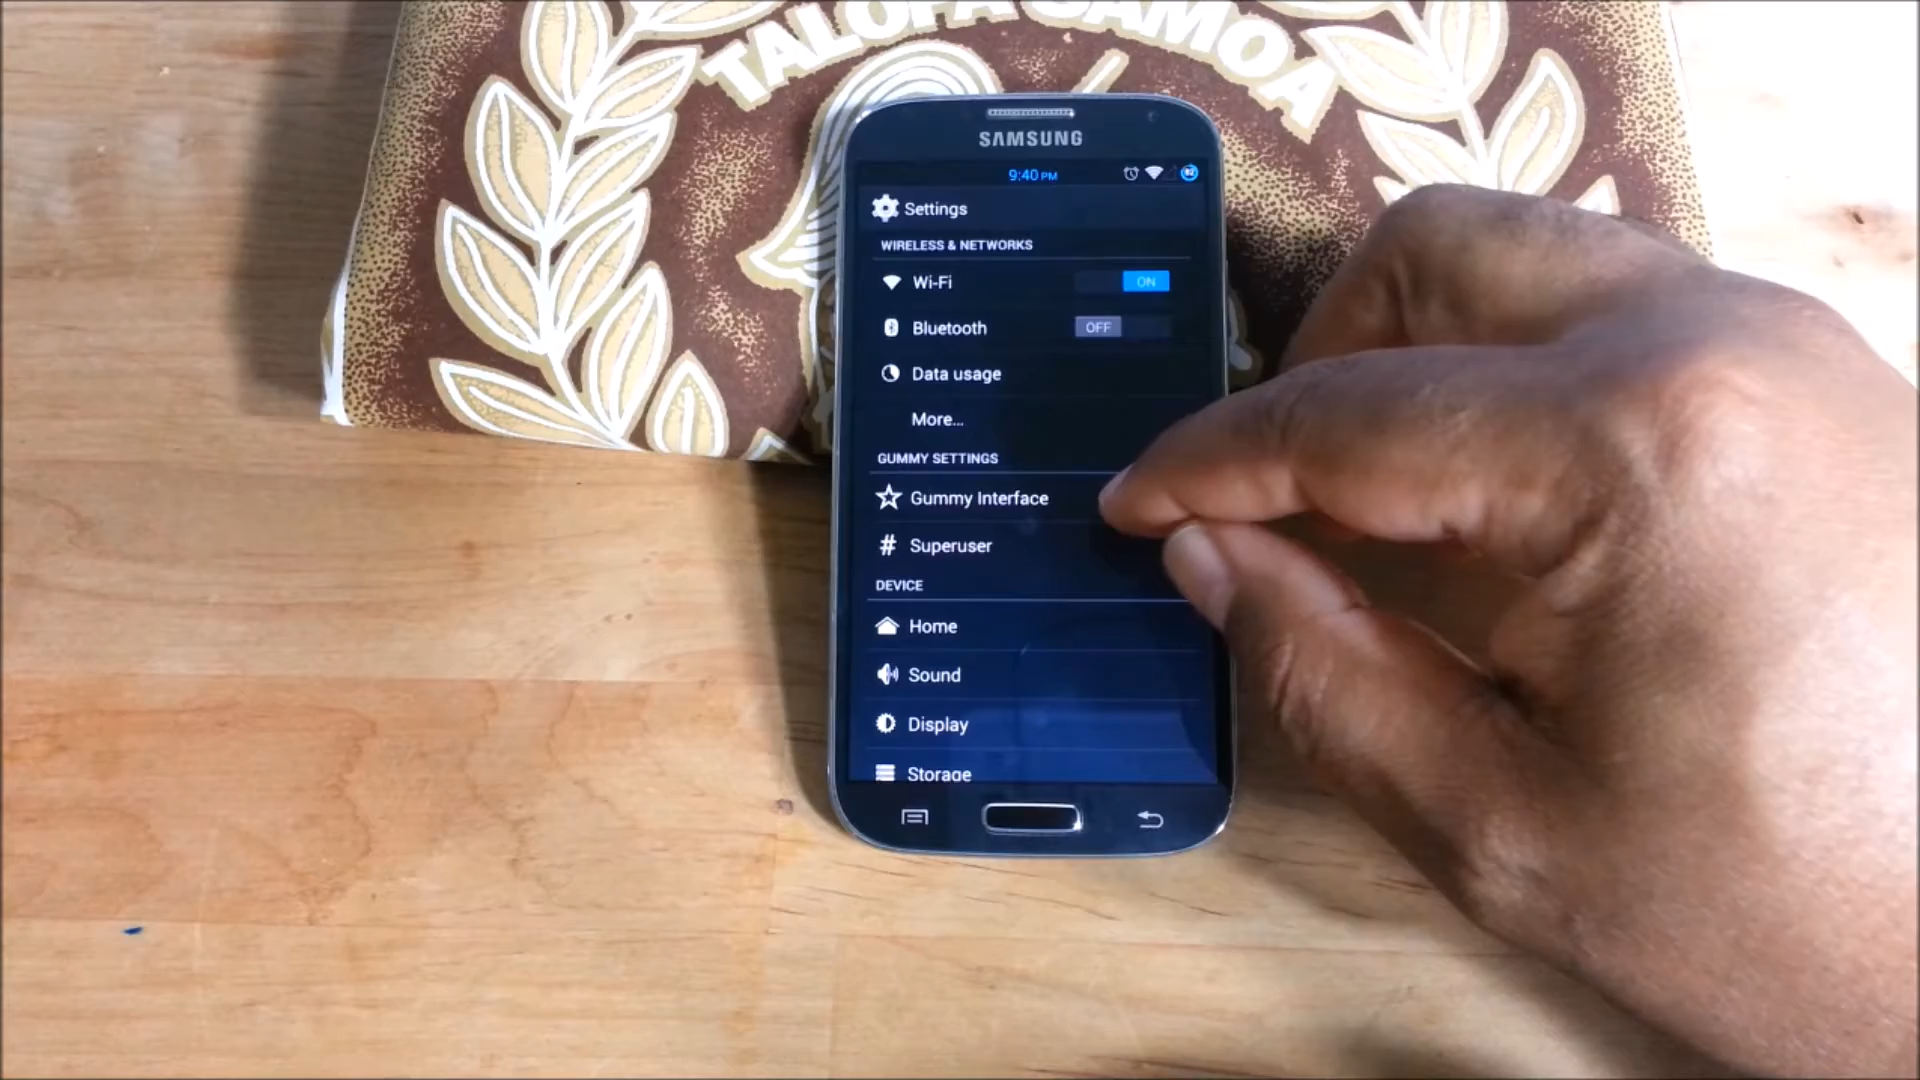 TALOFA SAMOA
SAMSUNG
9:40 PM
Settings
WIRELESS & NETWORKS
Wi-Fi ON
Bluetooth OFF
Data usage
More...
GUMMY SETTINGS
Gummy Interface
# Superuser
DEVICE
Home
Sound
Display
Storage